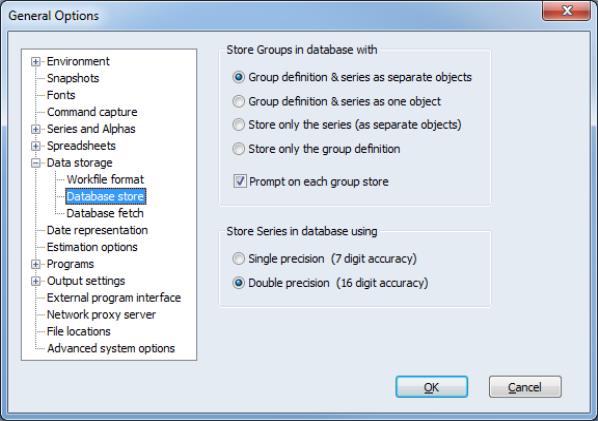 General Options
Environment
Snapshots
Fonts
Command capture
Series and Alphas
Spreadsheets
Data storage
Workfile format
Database store
Database fetch
Date representation
Estimation options
Programs
Output settings
External program interface
Network proxy server
File locations
Advanced system options
Store Groups in database with
Group definition & series as separate objects
Group definition & series as one object
Store only the series (as separate objects)
Store only the group definition
Prompt on each group store
Store Series in database using
Single precision (7 digit accuracy)
Double precision (16 digit accuracy)
OK
Cancel